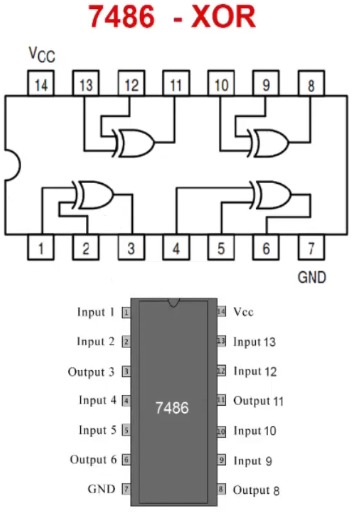 7486 - XOR
VCC
14 13 12 11 10 9 8
1 2 3 4 5 6 7
GND
Input 1 1 14 Vcc
Input 2 2 13 Input 13
Output 3 3 12 Input 12
Input 4 4 11 Output 11
7486
Input 5 5 10 Input 10
Output 6 6 9 Input 9
GND 7 8 Output 8